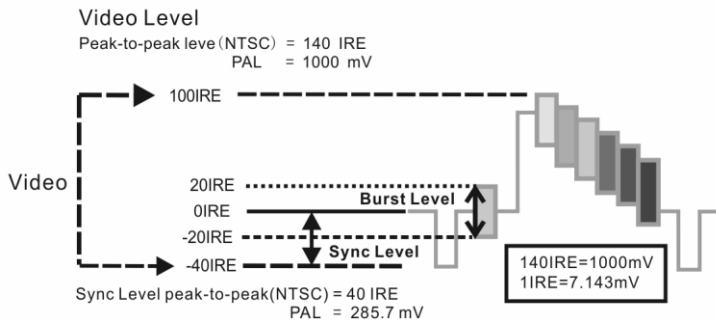 Video Level
Peak-to-peak leve(NTSC) = 140 IRE
PAL = 1000 mV
100IRE
Video
20IRE
Burst Level
0IRE
-20IRE
Sync Level
-40IRE
140IRE=1000mV
1IRE=7.143mV
Sync Level peak-to-peak(NTSC) = 40 IRE
PAL = 285.7 mV